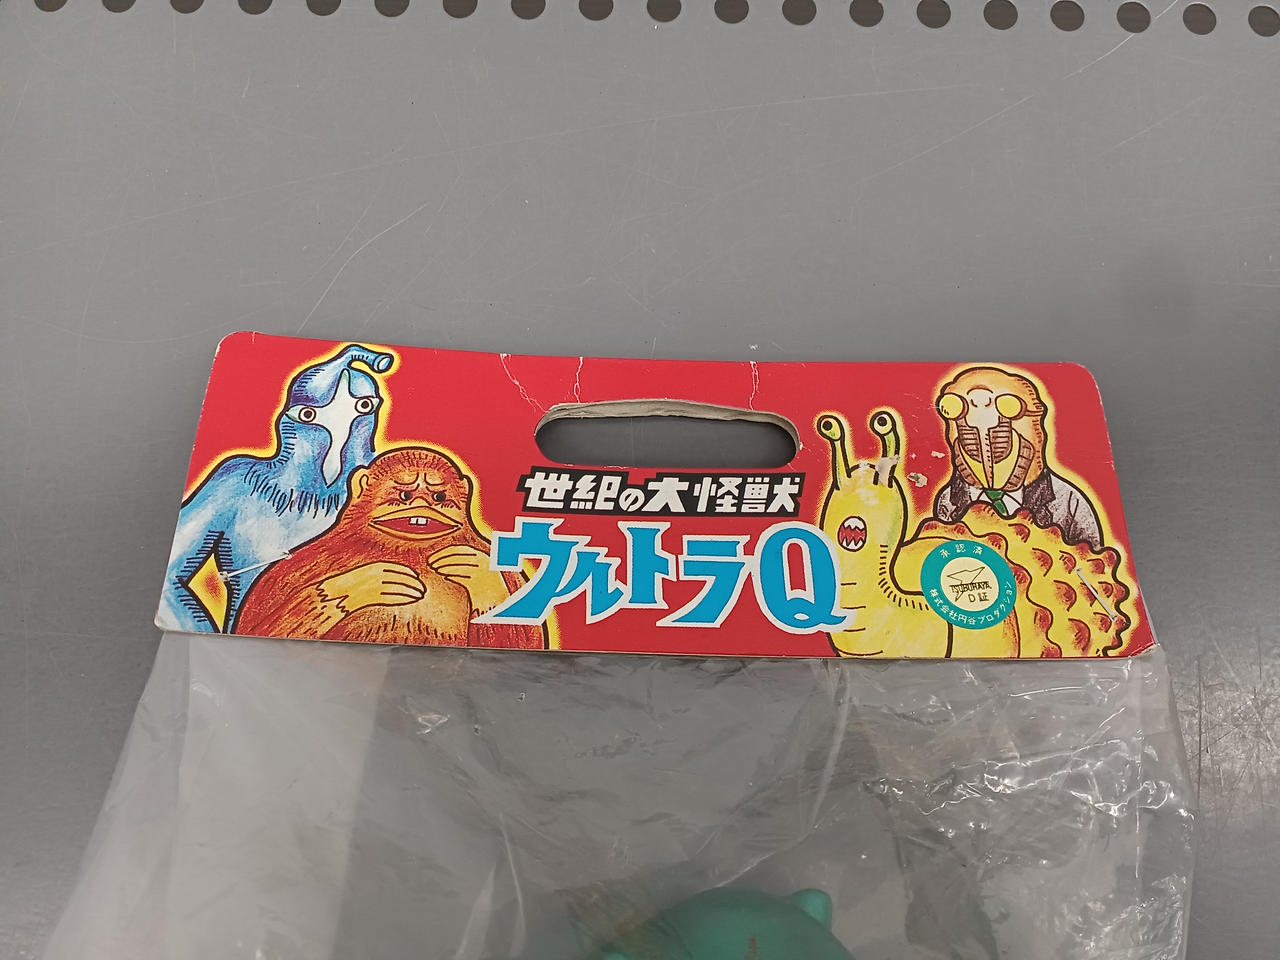 世紀の大怪獣
ウルトラQ
承認済
TSUBURAYA
D証
株式会社円谷プロダクション